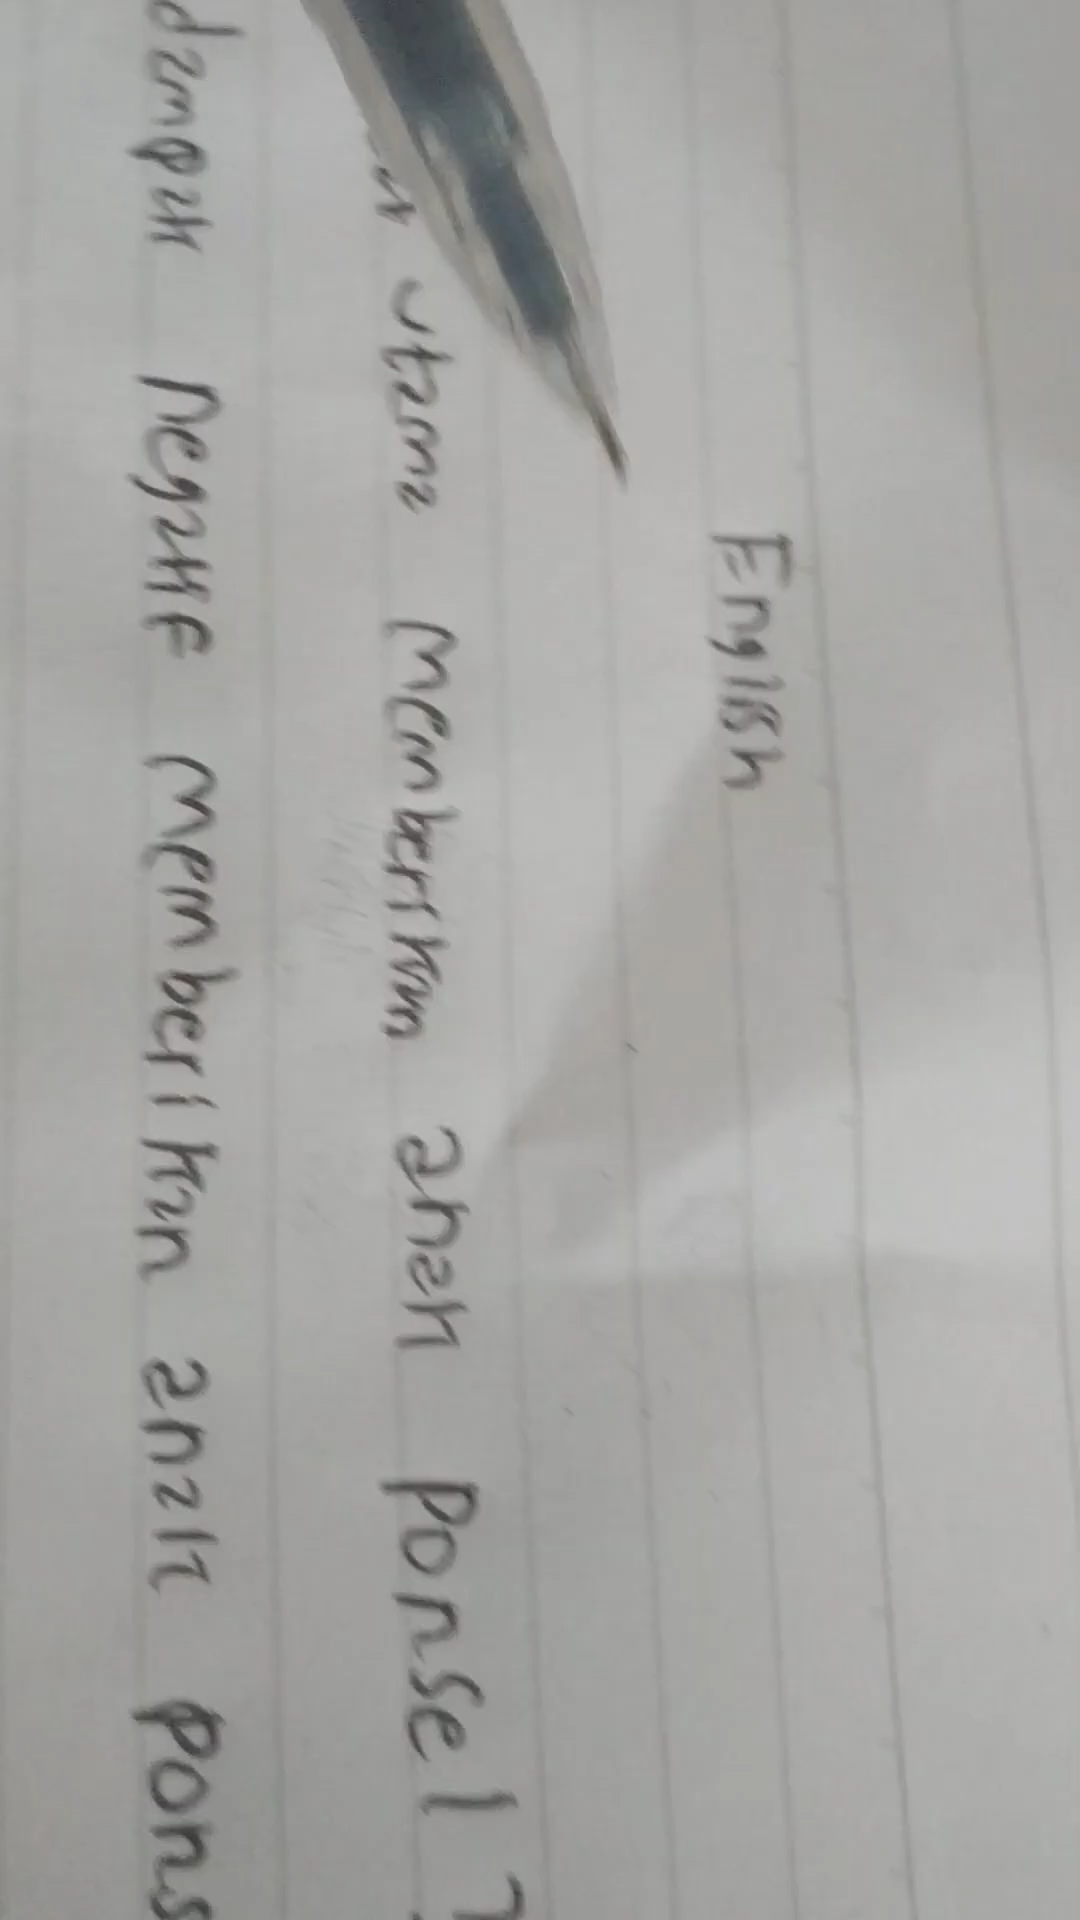 English
utama memberikan anak ponsel?
dampak negatif memberikan anak pons